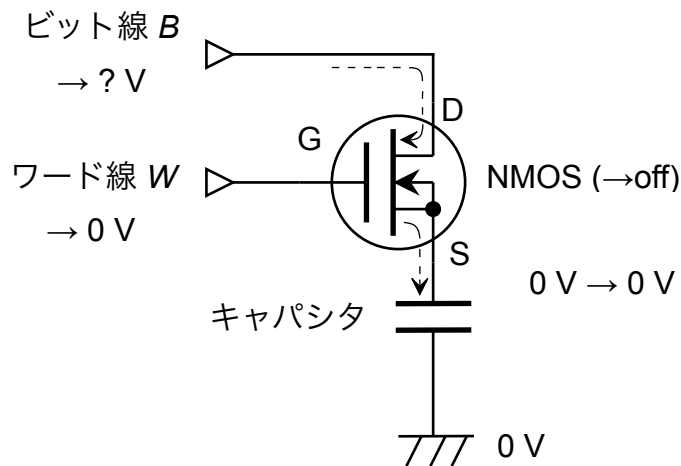 ビット線 B
→ ? V
D
G
ワード線 W
NMOS (→off)
→ 0 V
S
0 V → 0 V
キャパシタ
0 V